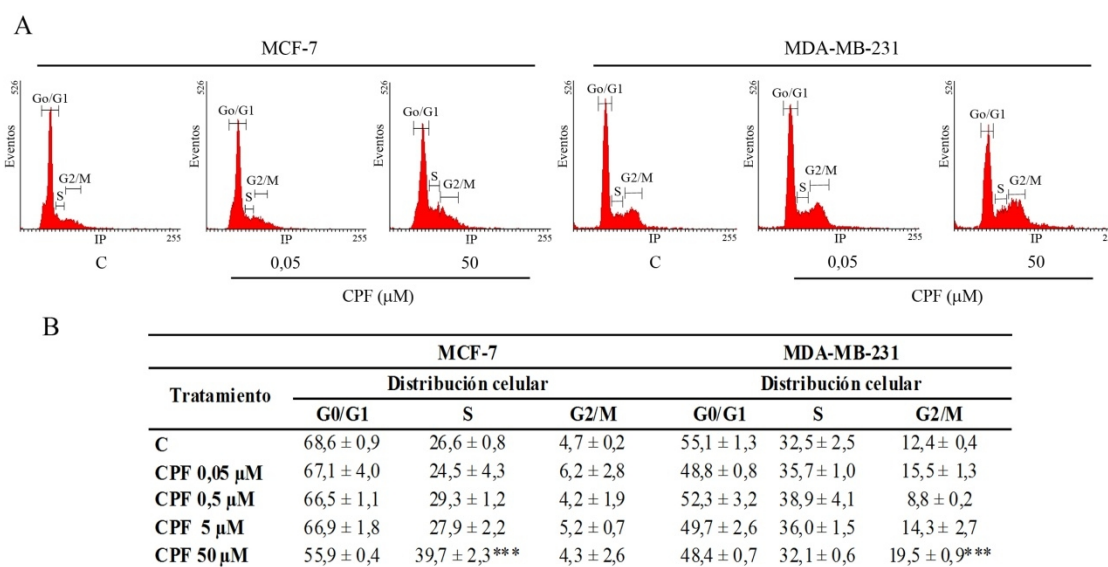 A
MCF-7
MDA-MB-231
526
Eventos
Go/G1
S
G2/M
IP
255
526
Eventos
Go/G1
S
G2/M
IP
255
526
Eventos
Go/G1
S
G2/M
IP
255
526
Eventos
Go/G1
S
G2/M
IP
255
526
Eventos
Go/G1
S
G2/M
IP
255
526
Eventos
Go/G1
S
G2/M
IP
C 0,05 50 C 0,05 50
CPF (µM) CPF (µM)
B
MCF-7 MDA-MB-231
Tratamiento Distribución celular Distribución celular
G0/G1 S G2/M G0/G1 S G2/M
C 68,6 ± 0,9 26,6 ± 0,8 4,7 ± 0,2 55,1 ± 1,3 32,5 ± 2,5 12,4 ± 0,4
CPF 0,05 µM 67,1 ± 4,0 24,5 ± 4,3 6,2 ± 2,8 48,8 ± 0,8 35,7 ± 1,0 15,5 ± 1,3
CPF 0,5 µM 66,5 ± 1,1 29,3 ± 1,2 4,2 ± 1,9 52,3 ± 3,2 38,9 ± 4,1 8,8 ± 0,2
CPF 5 µM 66,9 ± 1,8 27,9 ± 2,2 5,2 ± 0,7 49,7 ± 2,6 36,0 ± 1,5 14,3 ± 2,7
CPF 50 µM 55,9 ± 0,4 39,7 ± 2,3*** 4,3 ± 2,6 48,4 ± 0,7 32,1 ± 0,6 19,5 ± 0,9***